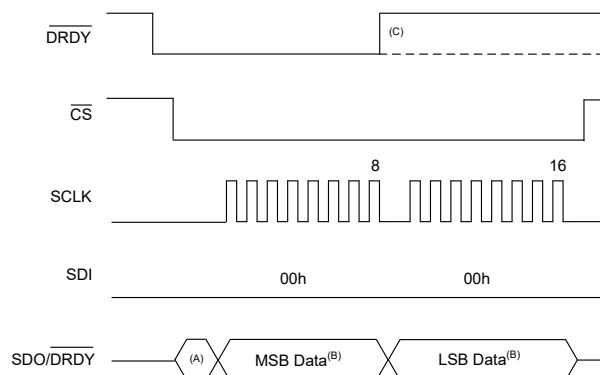 DRDY
(C)
CS
8
16
SCLK
SDI
00h
00h
SDO/DRDY
(A)
MSB Data(B)
LSB Data(B)